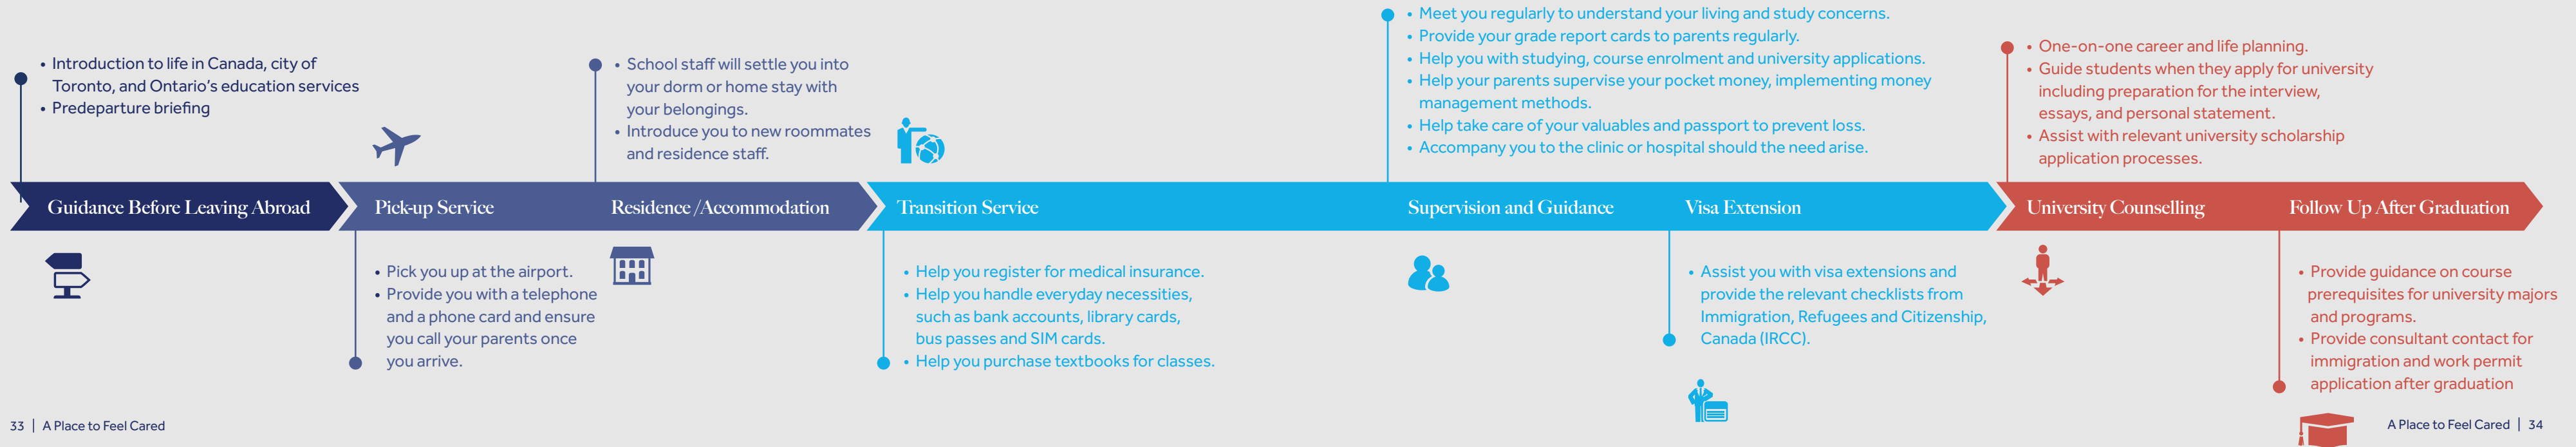 • Introduction to life in Canada, city of
Toronto, and Ontario's education services
• Predeparture briefing
Guidance Before Leaving Abroad
Pick-up Service
• Pick you up at the airport.
• Provide you with a telephone
and a phone card and ensure
you call your parents once
you arrive.
• School staff will settle you into
your dorm or home stay with
your belongings.
• Introduce you to new roommates
and residence staff.
Residence /Accommodation
Transition Service
• Help you register for medical insurance.
• Help you handle everyday necessities,
such as bank accounts, library cards,
bus passes and SIM cards.
• Help you purchase textbooks for classes.
• Meet you regularly to understand your living and study concerns.
• Provide your grade report cards to parents regularly.
• Help you with studying, course enrolment and university applications.
• Help your parents supervise your pocket money, implementing money
management methods.
• Help take care of your valuables and passport to prevent loss.
• Accompany you to the clinic or hospital should the need arise.
Supervision and Guidance
Visa Extension
• Assist you with visa extensions and
provide the relevant checklists from
Immigration, Refugees and Citizenship,
Canada (IRCC).
• One-on-one career and life planning.
• Guide students when they apply for university
including preparation for the interview,
essays, and personal statement.
• Assist with relevant university scholarship
application processes.
University Counselling
Follow Up After Graduation
• Provide guidance on course
prerequisites for university majors
and programs.
• Provide consultant contact for
immigration and work permit
application after graduation
33 | A Place to Feel Cared
A Place to Feel Cared | 34